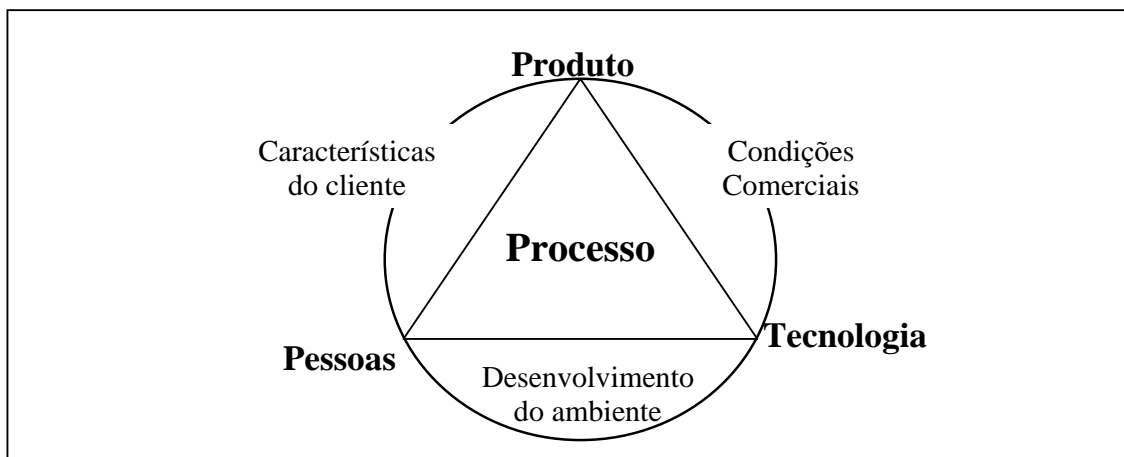 Produto
Características
do cliente
Condições
Comerciais
Processo
Pessoas
Tecnologia
Desenvolvimento
do ambiente